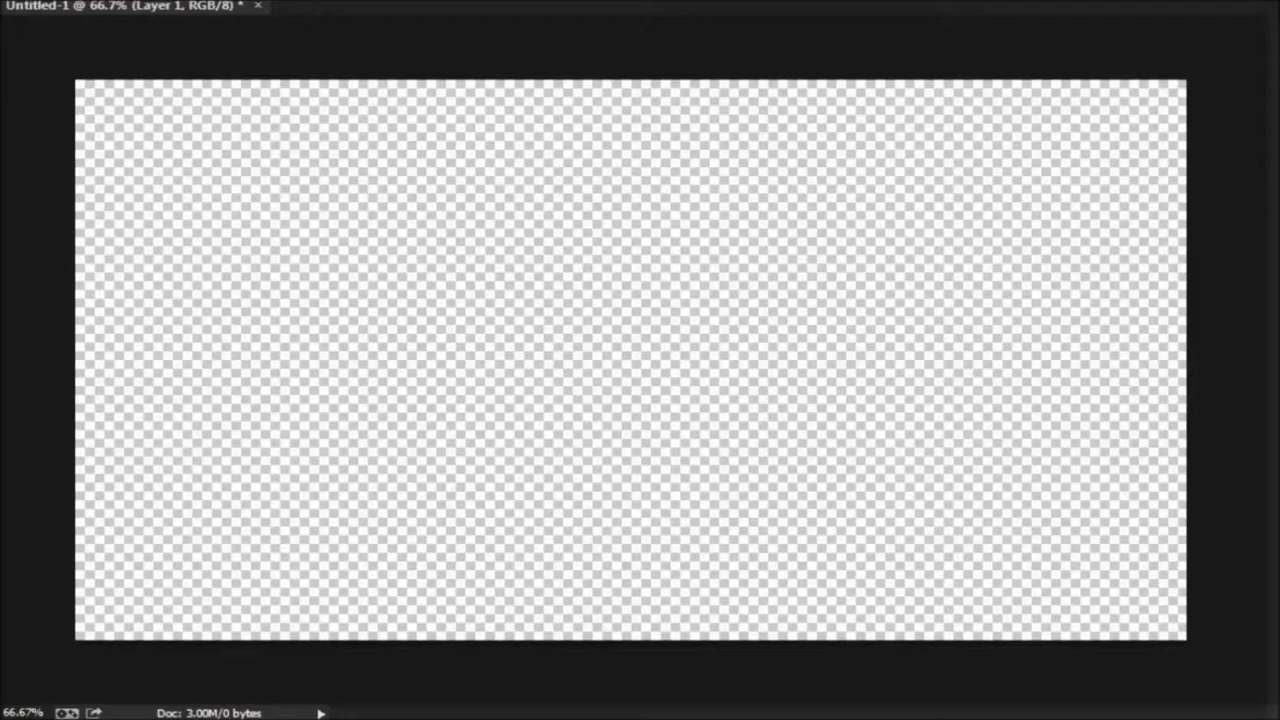 Untitled-1 @ 66.7% (Layer 1, RGB/8) * ×
66.67% Doc: 3.00M/0 bytes